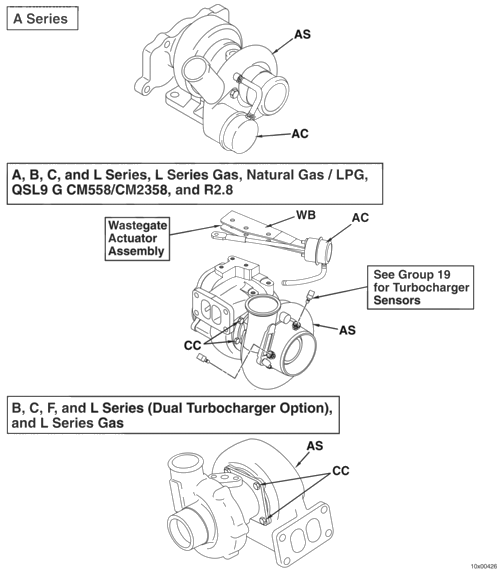 A Series
AS
AC
A, B, C, and L Series, L Series Gas, Natural Gas / LPG,
QSL9 G CM558/CM2358, and R2.8
Wastegate
Actuator
Assembly
WB
AC
See Group 19
for Turbocharger
Sensors
AS
CC
B, C, F, and L Series (Dual Turbocharger Option),
and L Series Gas
AS
CC
10x00426